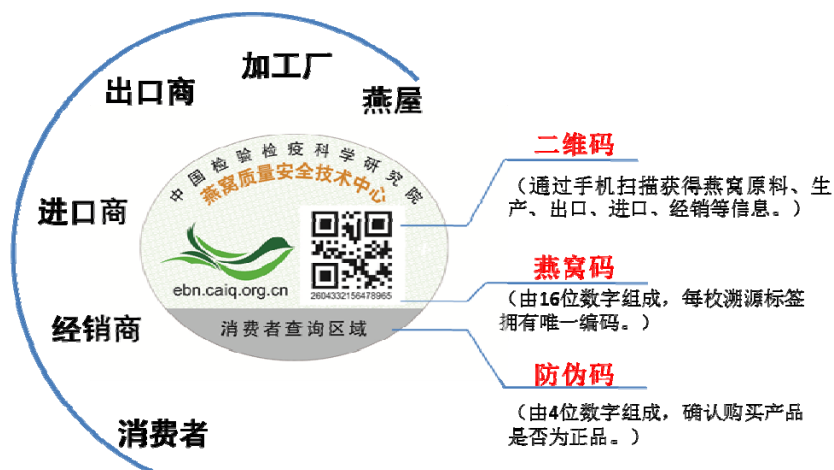 加工厂
出口商
燕屋
进口商
经销商
消费者
中国检验检疫科学研究院
燕窝质量安全技术中心
ebn.caiq.org.cn
2604332156478965
消费者查询区域
二维码
（通过手机扫描获得燕窝原料、生
产、出口、进口、经销等信息。）
燕窝码
（由16位数字组成，每枚溯源标签
拥有唯一编码。）
防伪码
（由4位数字组成，确认购买产品
是否为正品。）